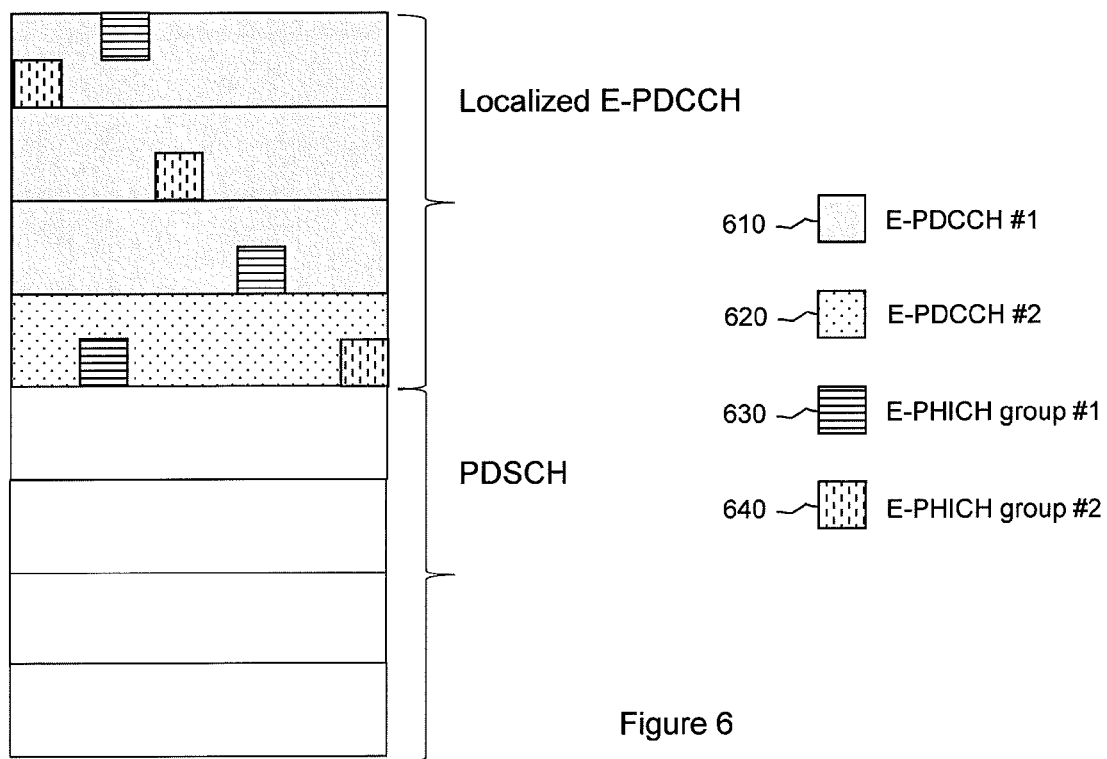 Localized E-PDCCH
610 E-PDCCH #1
620 E-PDCCH #2
630 E-PHICH group #1
PDSCH
640 E-PHICH group #2
Figure 6